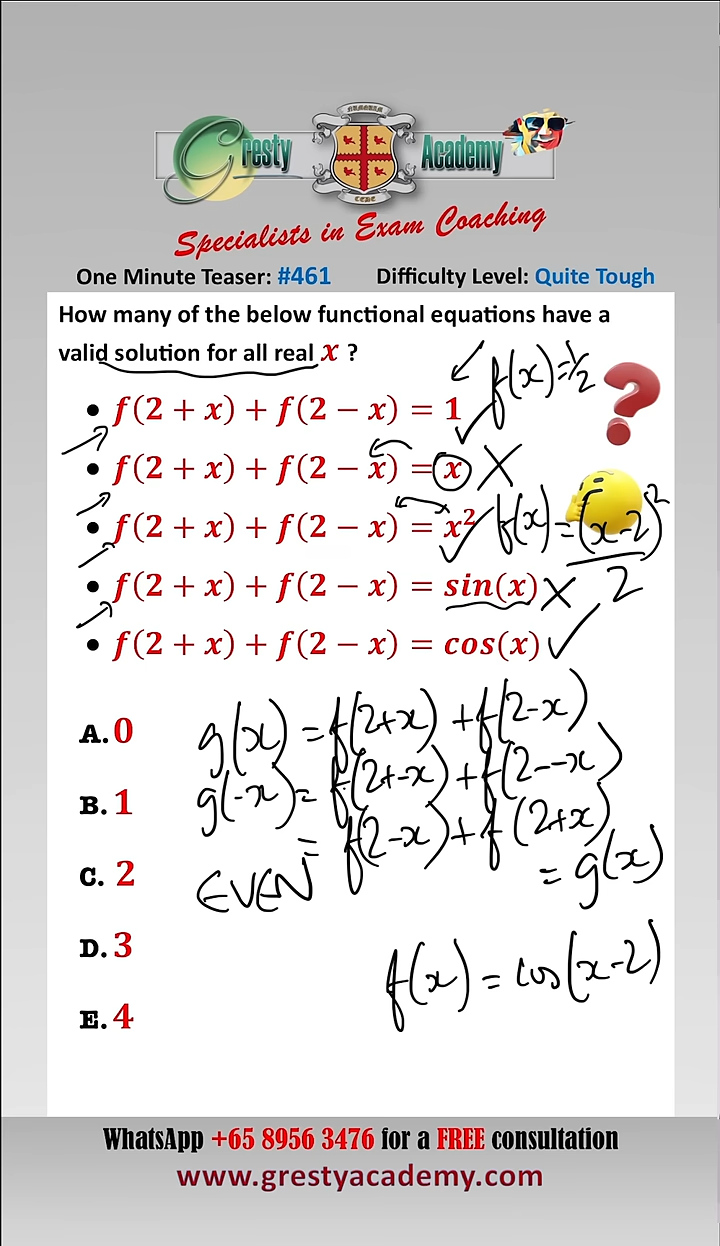 NUMQUAM
Gresty Academy
CEDE
Specialists in Exam Coaching
One Minute Teaser: #461 Difficulty Level: Quite Tough
How many of the below functional equations have a
valid solution for all real x ?
• f(2 + x) + f(2 − x) = 1 f(x)=1/2
• f(2 + x) + f(2 − x) = x
• f(2 + x) + f(2 − x) = x² f(x)=(x-2)²/2
• f(2 + x) + f(2 − x) = sin(x)
• f(2 + x) + f(2 − x) = cos(x)
g(x) = f(2+x) + f(2-x)
A. 0
g(-x) = f(2+-x) + f(2--x)
B. 1
= f(2-x) + f(2+x)
EVEN = g(x)
C. 2
D. 3
f(x) = cos(x-2)
E. 4
WhatsApp +65 8956 3476 for a FREE consultation
www.grestyacademy.com